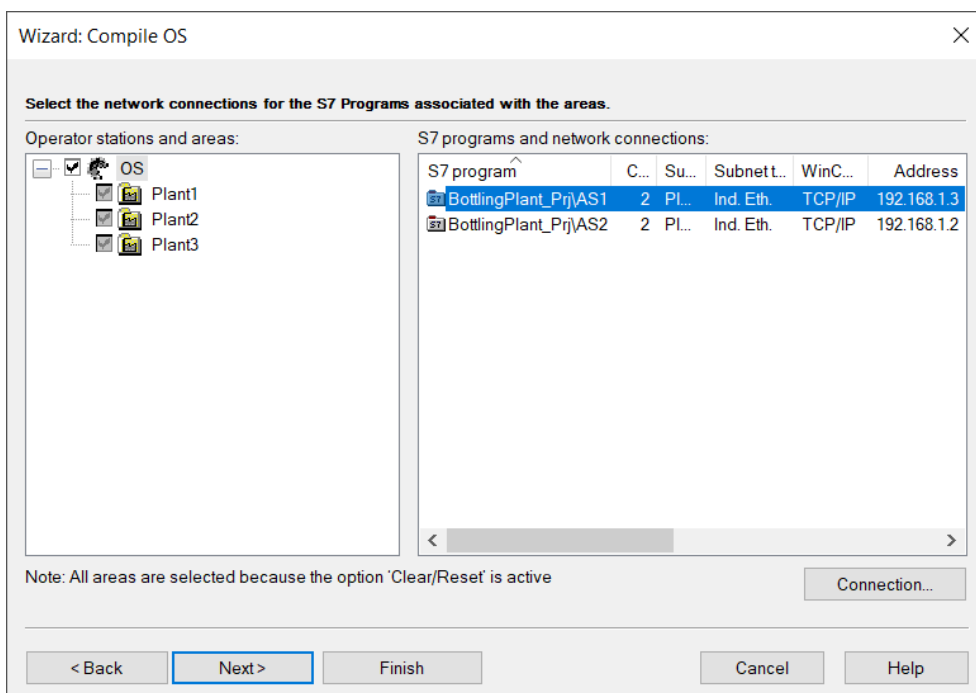 Wizard: Compile OS
Select the network connections for the S7 Programs associated with the areas.
Operator stations and areas:
S7 programs and network connections:
OS
Plant1
Plant2
Plant3
S7 program C... Su... Subnet t... WinC... Address
BottlingPlant_Prj\AS1 2 Pl... Ind. Eth. TCP/IP 192.168.1.3
BottlingPlant_Prj\AS2 2 Pl... Ind. Eth. TCP/IP 192.168.1.2
Note: All areas are selected because the option 'Clear/Reset' is active
Connection...
< Back Next > Finish Cancel Help